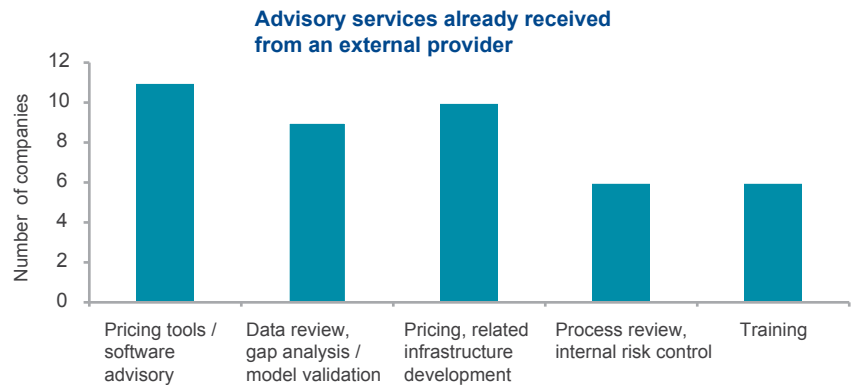 Advisory services already received
from an external provider
12
10
8
6
4
2
0
Number of companies
Pricing tools /
software
advisory
Data review,
gap analysis /
model validation
Pricing, related
infrastructure
development
Process review,
internal risk control
Training